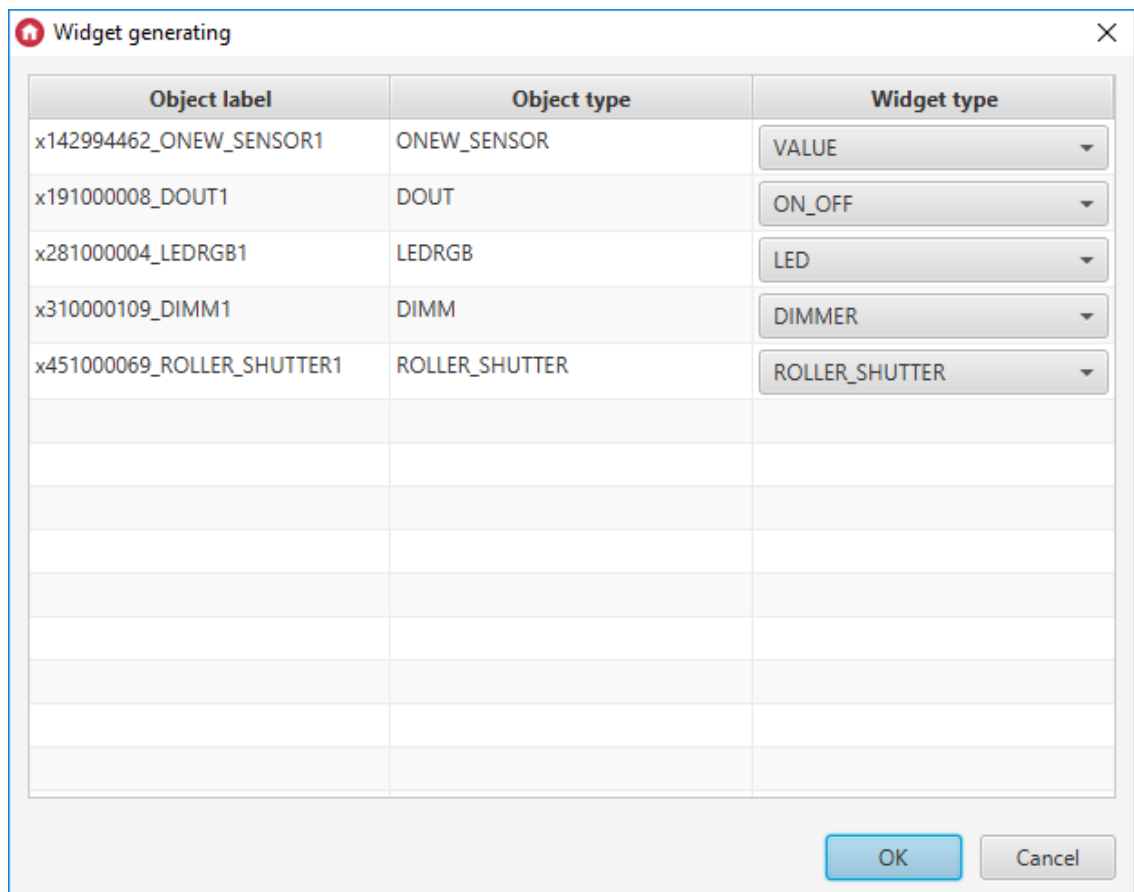 Widget generating
Object label Object type Widget type
x142994462_ONEW_SENSOR1 ONEW_SENSOR VALUE
x191000008_DOUT1 DOUT ON_OFF
x281000004_LEDRGB1 LEDRGB LED
x310000109_DIMM1 DIMM DIMMER
x451000069_ROLLER_SHUTTER1 ROLLER_SHUTTER ROLLER_SHUTTER
OK Cancel